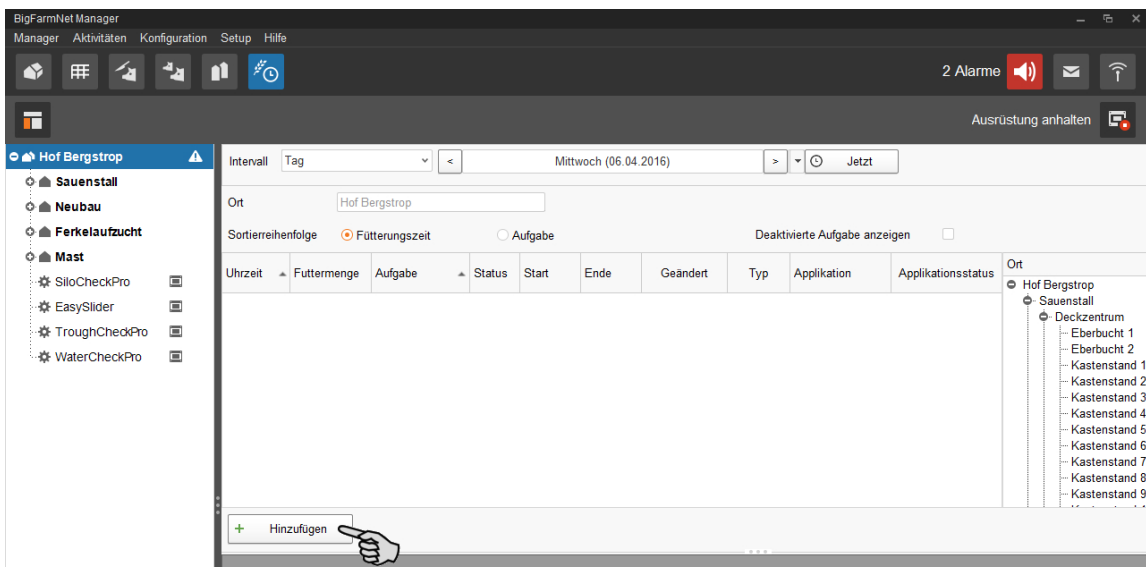 BigFarmNet Manager
Manager Aktivitäten Konfiguration Setup Hilfe
2 Alarme
Ausrüstung anhalten
Hof Bergstrop
Sauenstall
Neubau
Ferkelaufzucht
Mast
SiloCheckPro
EasySlider
TroughCheckPro
WaterCheckPro
Intervall Tag < Mittwoch (06.04.2016) > Jetzt
Ort Hof Bergstrop
Sortierreihenfolge Fütterungszeit Aufgabe Deaktivierte Aufgabe anzeigen
Uhrzeit Futtermenge Aufgabe Status Start Ende Geändert Typ Applikation Applikationsstatus
Ort
Hof Bergstrop
Sauenstall
Deckzentrum
Eberbucht 1
Eberbucht 2
Kastenstand 1
Kastenstand 2
Kastenstand 3
Kastenstand 4
Kastenstand 5
Kastenstand 6
Kastenstand 7
Kastenstand 8
Kastenstand 9
+ Hinzufügen